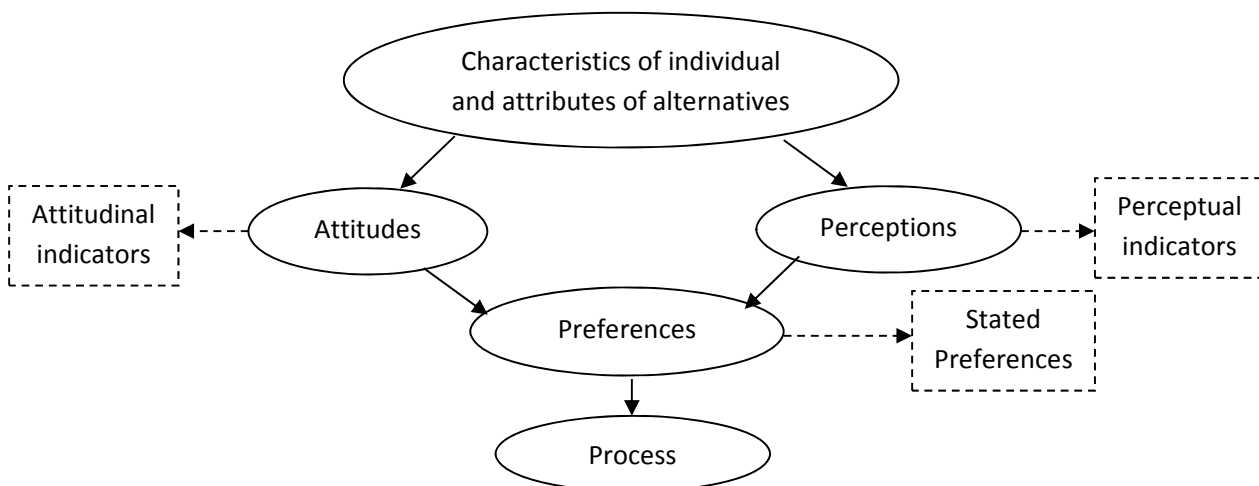 Characteristics of individual
and attributes of alternatives
Attitudinal
indicators
Attitudes
Perceptions
Perceptual
indicators
Preferences
Stated
Preferences
Process